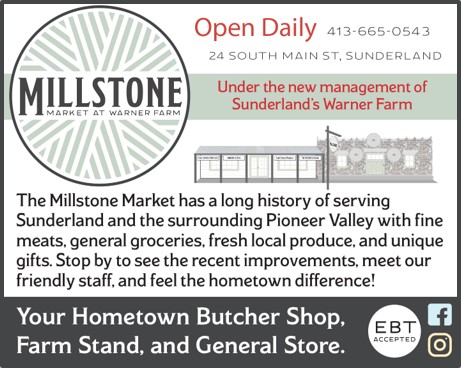 MILLSTONE
MARKET AT WARNER FARM
Open Daily 413-665-0543
24 SOUTH MAIN ST, SUNDERLAND
Under the new management of
Sunderland's Warner Farm
The Millstone Market has a long history of serving
Sunderland and the surrounding Pioneer Valley with fine
meats, general groceries, fresh local produce, and unique
gifts. Stop by to see the recent improvements, meet our
friendly staff, and feel the hometown difference!
Your Hometown Butcher Shop,
Farm Stand, and General Store.
EBT
ACCEPTED